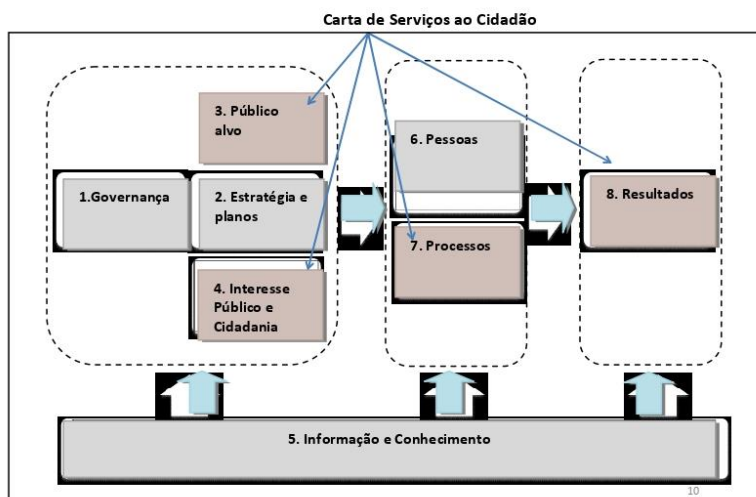 Carta de Serviços ao Cidadão
3. Público
alvo
6. Pessoas
1.Governança
2. Estratégia e
planos
8. Resultados
7. Processos
4. Interesse
Público e
Cidadania
5. Informação e Conhecimento
10